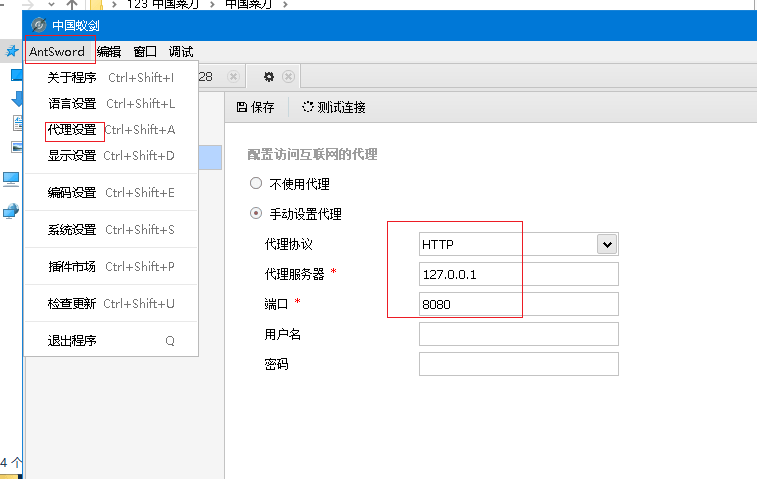 123 中国菜刀 > 中国菜刀 >
中国蚁剑
AntSword 编辑 窗口 调试
关于程序 Ctrl+Shift+I
语言设置 Ctrl+Shift+L
代理设置 Ctrl+Shift+A
显示设置 Ctrl+Shift+D
编码设置 Ctrl+Shift+E
系统设置 Ctrl+Shift+S
插件市场 Ctrl+Shift+P
检查更新 Ctrl+Shift+U
退出程序 Q
28
保存 测试连接
配置访问互联网的代理
不使用代理
手动设置代理
代理协议 HTTP
代理服务器 * 127.0.0.1
端口 * 8080
用户名
密码
4 个